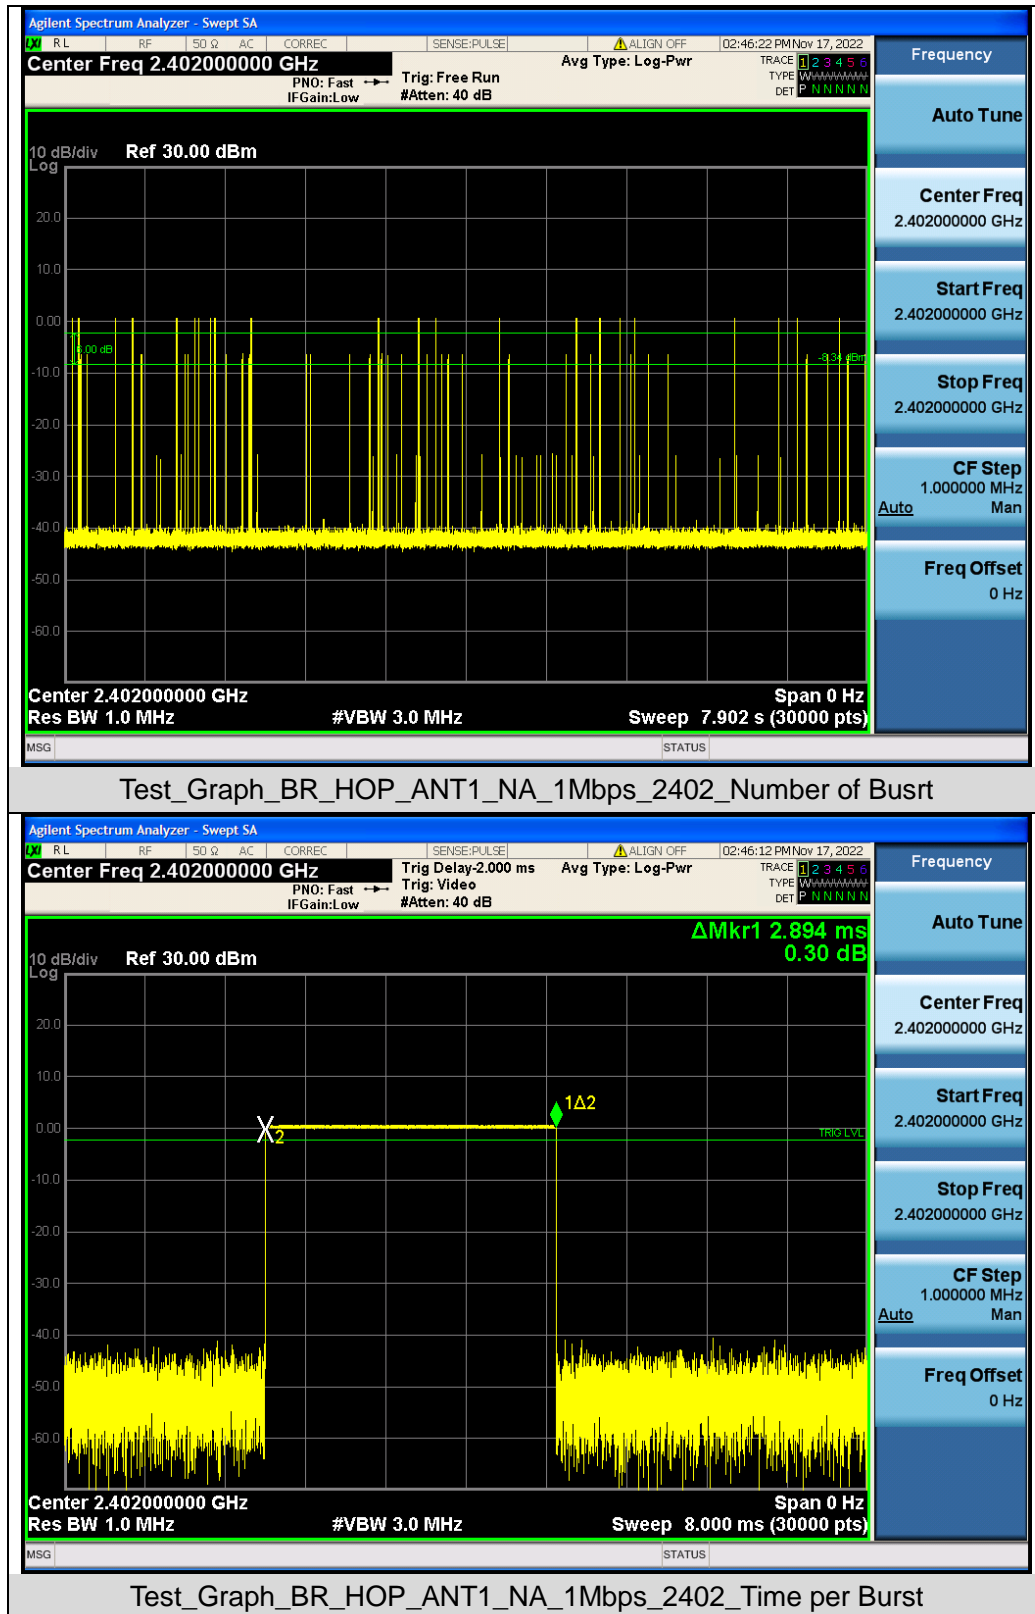 Agilent Spectrum Analyzer - Swept SA
LXI RL RF 50 Ω AC CORREC SENSE:PULSE ALIGN OFF 02:46:22 PM Nov 17, 2022
Center Freq 2.402000000 GHz
PNO: Fast
IFGain:Low
Trig: Free Run
#Atten: 40 dB
Avg Type: Log-Pwr
TRACE 1 2 3 4 5 6
TYPE W
DET P N N N N N
10 dB/div Ref 30.00 dBm
Log
20.0
10.0
0.00
6.00 dB
-8.34 dBm
-10.0
-20.0
-30.0
-40.0
-50.0
-60.0
Center 2.402000000 GHz Span 0 Hz
Res BW 1.0 MHz #VBW 3.0 MHz Sweep 7.902 s (30000 pts)
MSG STATUS
Frequency
Auto Tune
Center Freq
2.402000000 GHz
Start Freq
2.402000000 GHz
Stop Freq
2.402000000 GHz
CF Step
1.000000 MHz
Auto Man
Freq Offset
0 Hz
Test_Graph_BR_HOP_ANT1_NA_1Mbps_2402_Number of Busrt
Agilent Spectrum Analyzer - Swept SA
LXI RL RF 50 Ω AC CORREC SENSE:PULSE ALIGN OFF 02:46:12 PM Nov 17, 2022
Center Freq 2.402000000 GHz
PNO: Fast
IFGain:Low
Trig Delay-2.000 ms
Trig: Video
#Atten: 40 dB
Avg Type: Log-Pwr
TRACE 1 2 3 4 5 6
TYPE W
DET P N N N N N
ΔMkr1 2.894 ms
0.30 dB
10 dB/div Ref 30.00 dBm
Log
20.0
10.0
0.00
1Δ2
2
TRIG LVL
-10.0
-20.0
-30.0
-40.0
-50.0
-60.0
Center 2.402000000 GHz Span 0 Hz
Res BW 1.0 MHz #VBW 3.0 MHz Sweep 8.000 ms (30000 pts)
MSG STATUS
Frequency
Auto Tune
Center Freq
2.402000000 GHz
Start Freq
2.402000000 GHz
Stop Freq
2.402000000 GHz
CF Step
1.000000 MHz
Auto Man
Freq Offset
0 Hz
Test_Graph_BR_HOP_ANT1_NA_1Mbps_2402_Time per Burst